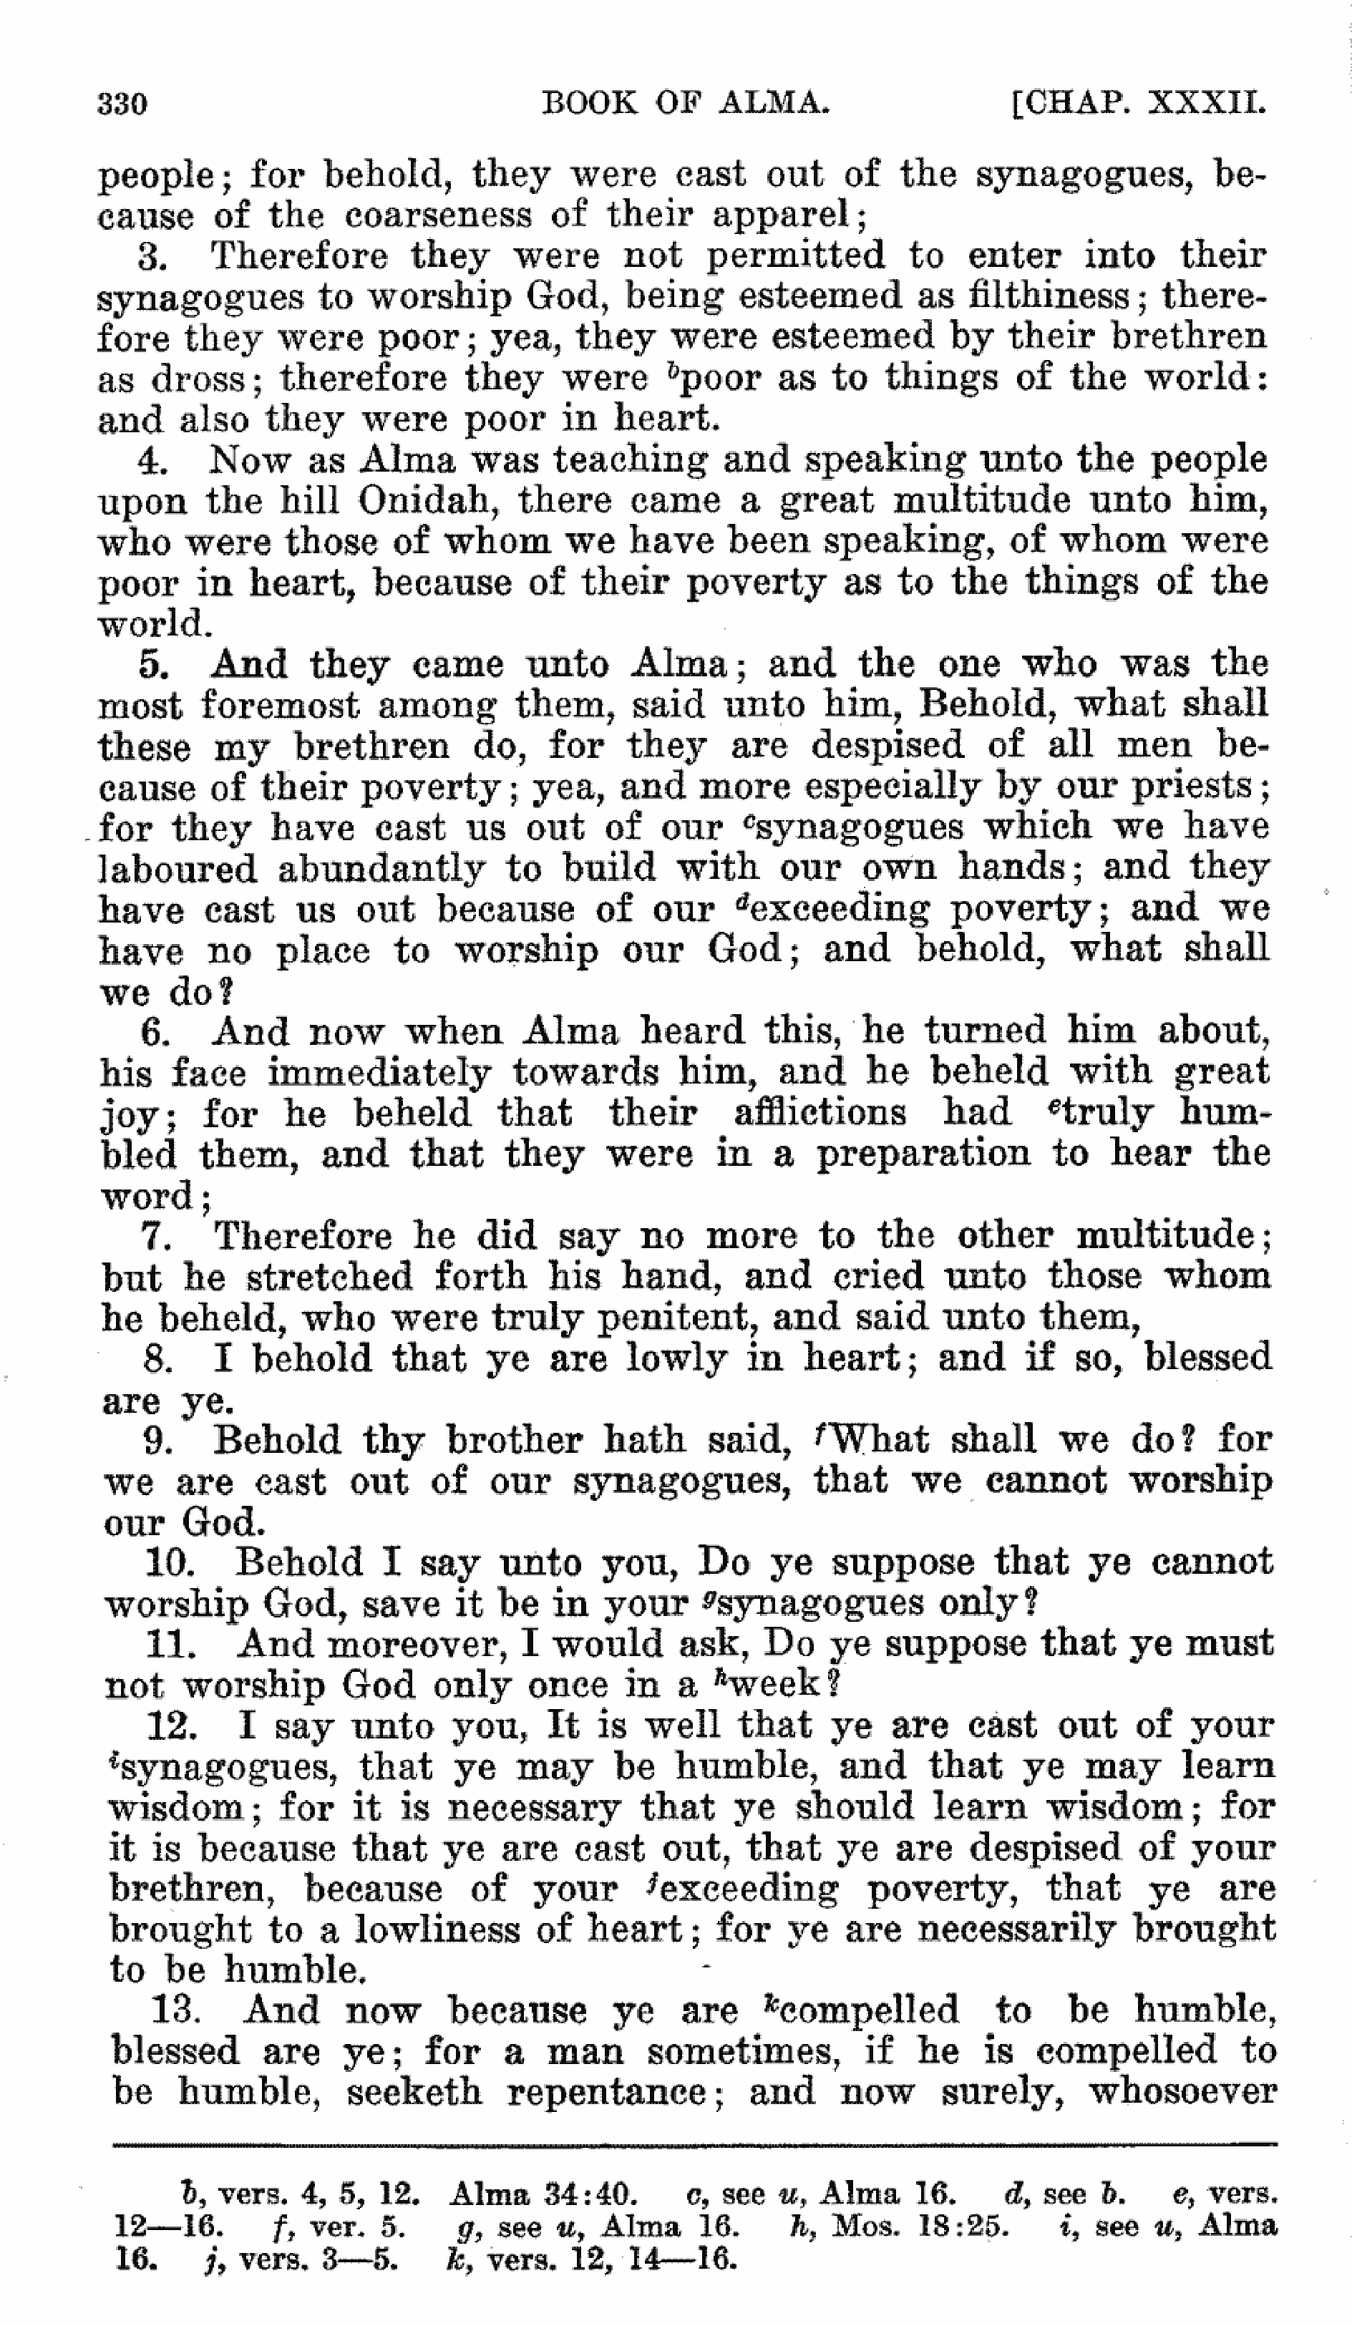 330 BOOK OF ALMA. [CHAP. XXXII.
people; for behold, they were cast out of the synagogues, be-
cause of the coarseness of their apparel;
3. Therefore they were not permitted to enter into their
synagogues to worship God, being esteemed as filthiness; there-
fore they were poor; yea, they were esteemed by their brethren
as dross; therefore they were bpoor as to things of the world:
and also they were poor in heart.
4. Now as Alma was teaching and speaking unto the people
upon the hill Onidah, there came a great multitude unto him,
who were those of whom we have been speaking, of whom were
poor in heart, because of their poverty as to the things of the
world.
5. And they came unto Alma; and the one who was the
most foremost among them, said unto him, Behold, what shall
these my brethren do, for they are despised of all men be-
cause of their poverty; yea, and more especially by our priests;
for they have cast us out of our csynagogues which we have
laboured abundantly to build with our own hands; and they
have cast us out because of our dexceeding poverty; and we
have no place to worship our God; and behold, what shall
we do?
6. And now when Alma heard this, he turned him about,
his face immediately towards him, and he beheld with great
joy; for he beheld that their afflictions had etruly hum-
bled them, and that they were in a preparation to hear the
word;
7. Therefore he did say no more to the other multitude;
but he stretched forth his hand, and cried unto those whom
he beheld, who were truly penitent, and said unto them,
8. I behold that ye are lowly in heart; and if so, blessed
are ye.
9. Behold thy brother hath said, fWhat shall we do? for
we are cast out of our synagogues, that we cannot worship
our God.
10. Behold I say unto you, Do ye suppose that ye cannot
worship God, save it be in your gsynagogues only?
11. And moreover, I would ask, Do ye suppose that ye must
not worship God only once in a hweek?
12. I say unto you, It is well that ye are cast out of your
isynagogues, that ye may be humble, and that ye may learn
wisdom; for it is necessary that ye should learn wisdom; for
it is because that ye are cast out, that ye are despised of your
brethren, because of your jexceeding poverty, that ye are
brought to a lowliness of heart; for ye are necessarily brought
to be humble.
13. And now because ye are kcompelled to be humble,
blessed are ye; for a man sometimes, if he is compelled to
be humble, seeketh repentance; and now surely, whosoever
b, vers. 4, 5, 12. Alma 34:40. c, see u, Alma 16. d, see b. e, vers.
12—16. f, ver. 5. g, see u, Alma 16. h, Mos. 18:25. i, see u, Alma
16. j, vers. 3—5. k, vers. 12, 14—16.